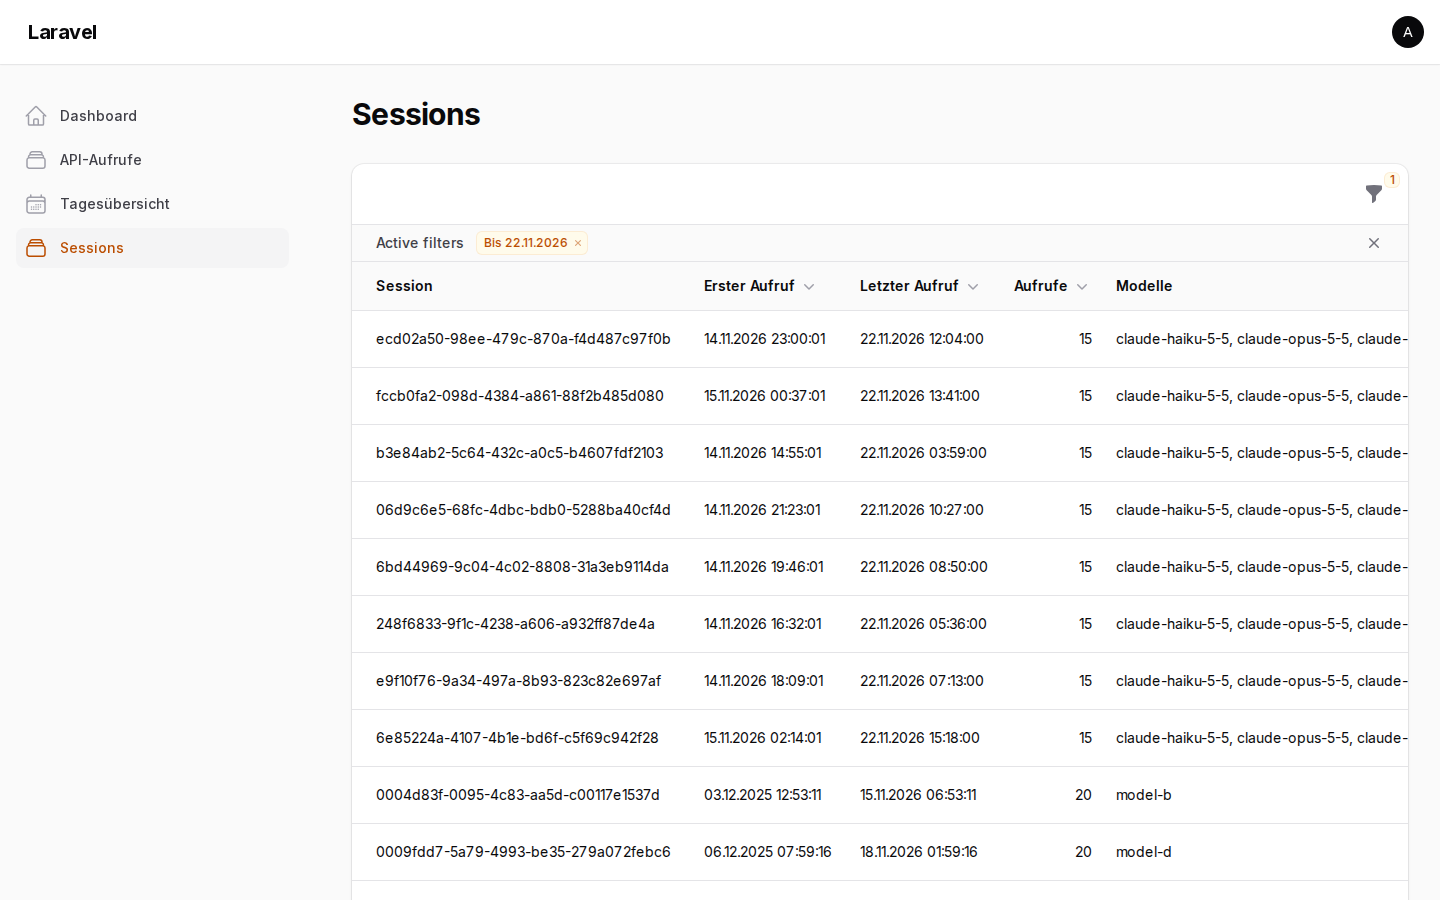 Laravel
A
Dashboard
API-Aufrufe
Tagesübersicht
Sessions
Sessions
1
Active filters Bis 22.11.2026
Session Erster Aufruf Letzter Aufruf Aufrufe Modelle
ecd02a50-98ee-479c-870a-f4d487c97f0b 14.11.2026 23:00:01 22.11.2026 12:04:00 15 claude-haiku-5-5, claude-opus-5-5, claude-
fccb0fa2-098d-4384-a861-88f2b485d080 15.11.2026 00:37:01 22.11.2026 13:41:00 15 claude-haiku-5-5, claude-opus-5-5, claude-
b3e84ab2-5c64-432c-a0c5-b4607fdf2103 14.11.2026 14:55:01 22.11.2026 03:59:00 15 claude-haiku-5-5, claude-opus-5-5, claude-
06d9c6e5-68fc-4dbc-bdb0-5288ba40cf4d 14.11.2026 21:23:01 22.11.2026 10:27:00 15 claude-haiku-5-5, claude-opus-5-5, claude-
6bd44969-9c04-4c02-8808-31a3eb9114da 14.11.2026 19:46:01 22.11.2026 08:50:00 15 claude-haiku-5-5, claude-opus-5-5, claude-
248f6833-9f1c-4238-a606-a932ff87de4a 14.11.2026 16:32:01 22.11.2026 05:36:00 15 claude-haiku-5-5, claude-opus-5-5, claude-
e9f10f76-9a34-497a-8b93-823c82e697af 14.11.2026 18:09:01 22.11.2026 07:13:00 15 claude-haiku-5-5, claude-opus-5-5, claude-
6e85224a-4107-4b1e-bd6f-c5f69c942f28 15.11.2026 02:14:01 22.11.2026 15:18:00 15 claude-haiku-5-5, claude-opus-5-5, claude-
0004d83f-0095-4c83-aa5d-c00117e1537d 03.12.2025 12:53:11 15.11.2026 06:53:11 20 model-b
0009fdd7-5a79-4993-be35-279a072febc6 06.12.2025 07:59:16 18.11.2026 01:59:16 20 model-d